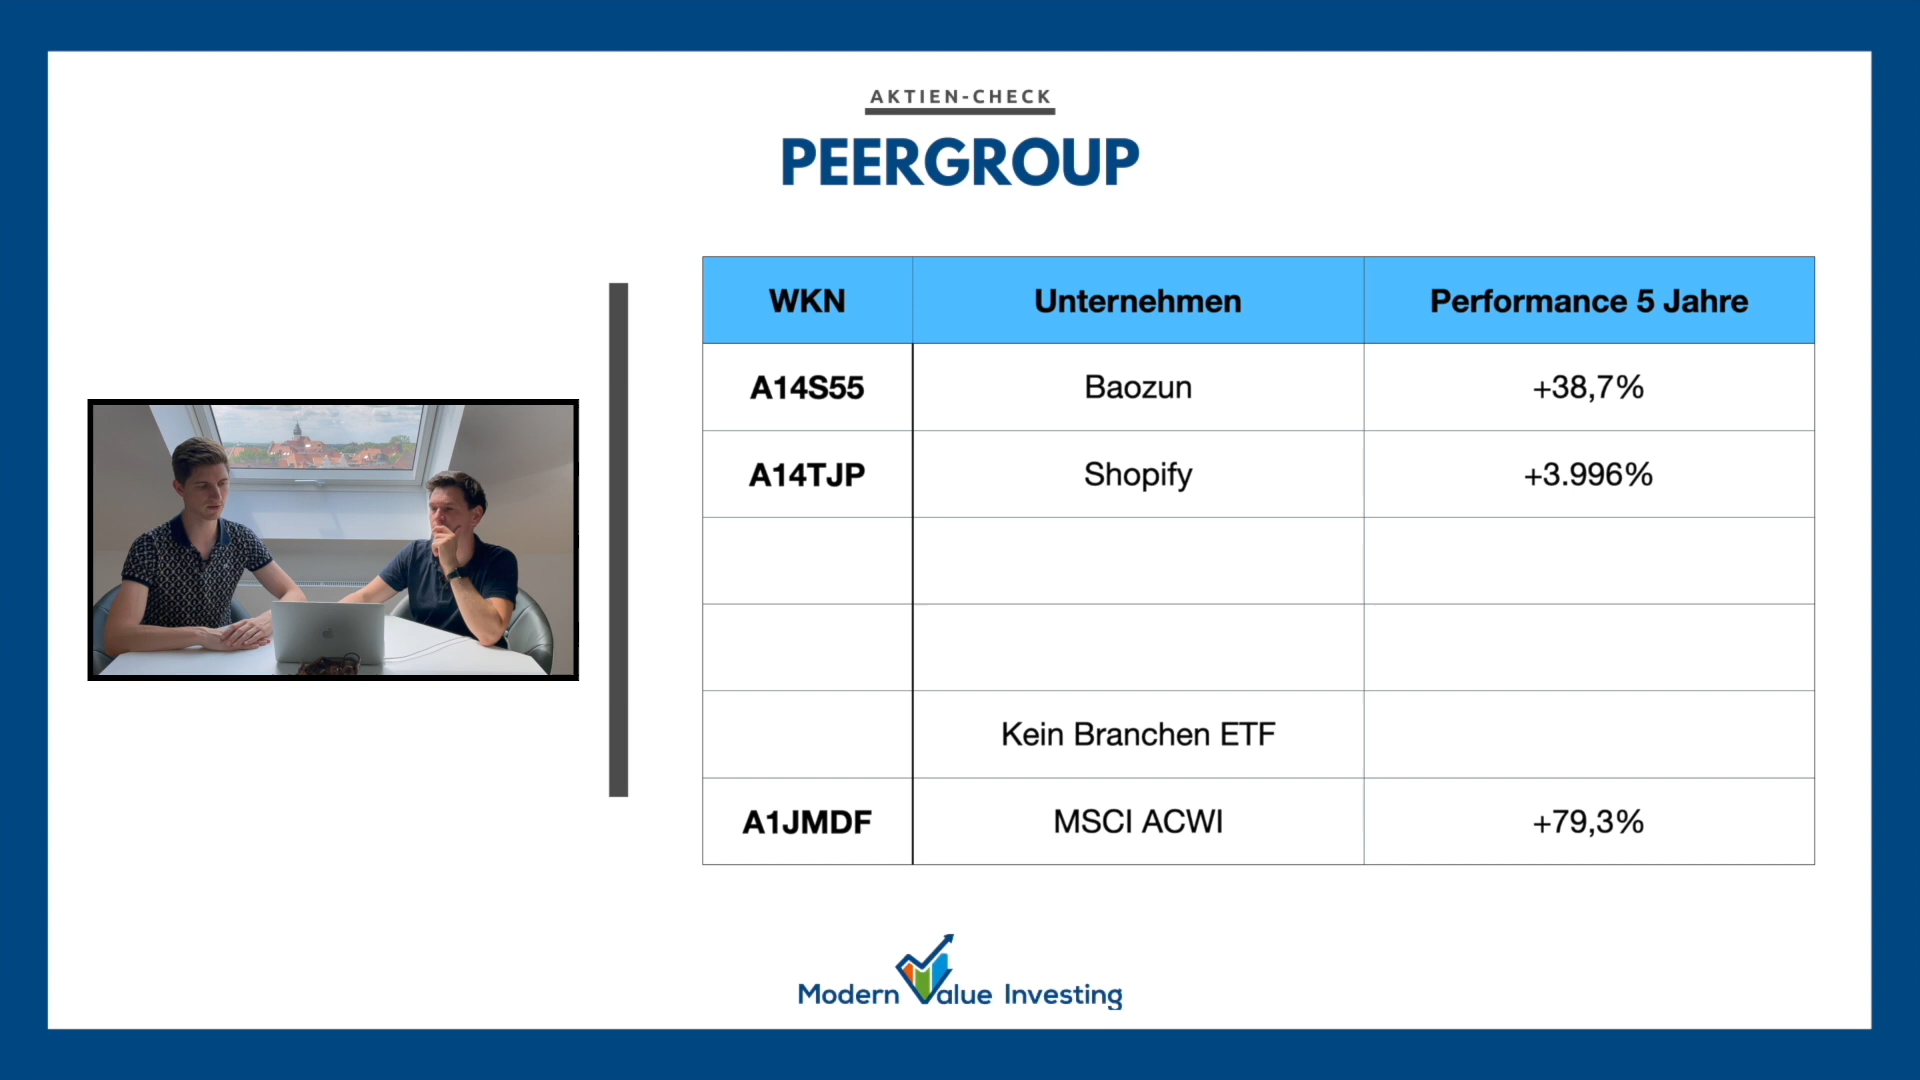 AKTIEN-CHECK
PEERGROUP
WKN Unternehmen Performance 5 Jahre
A14S55 Baozun +38,7%
A14TJP Shopify +3.996%
Kein Branchen ETF
A1JMDF MSCI ACWI +79,3%
Modern Value Investing